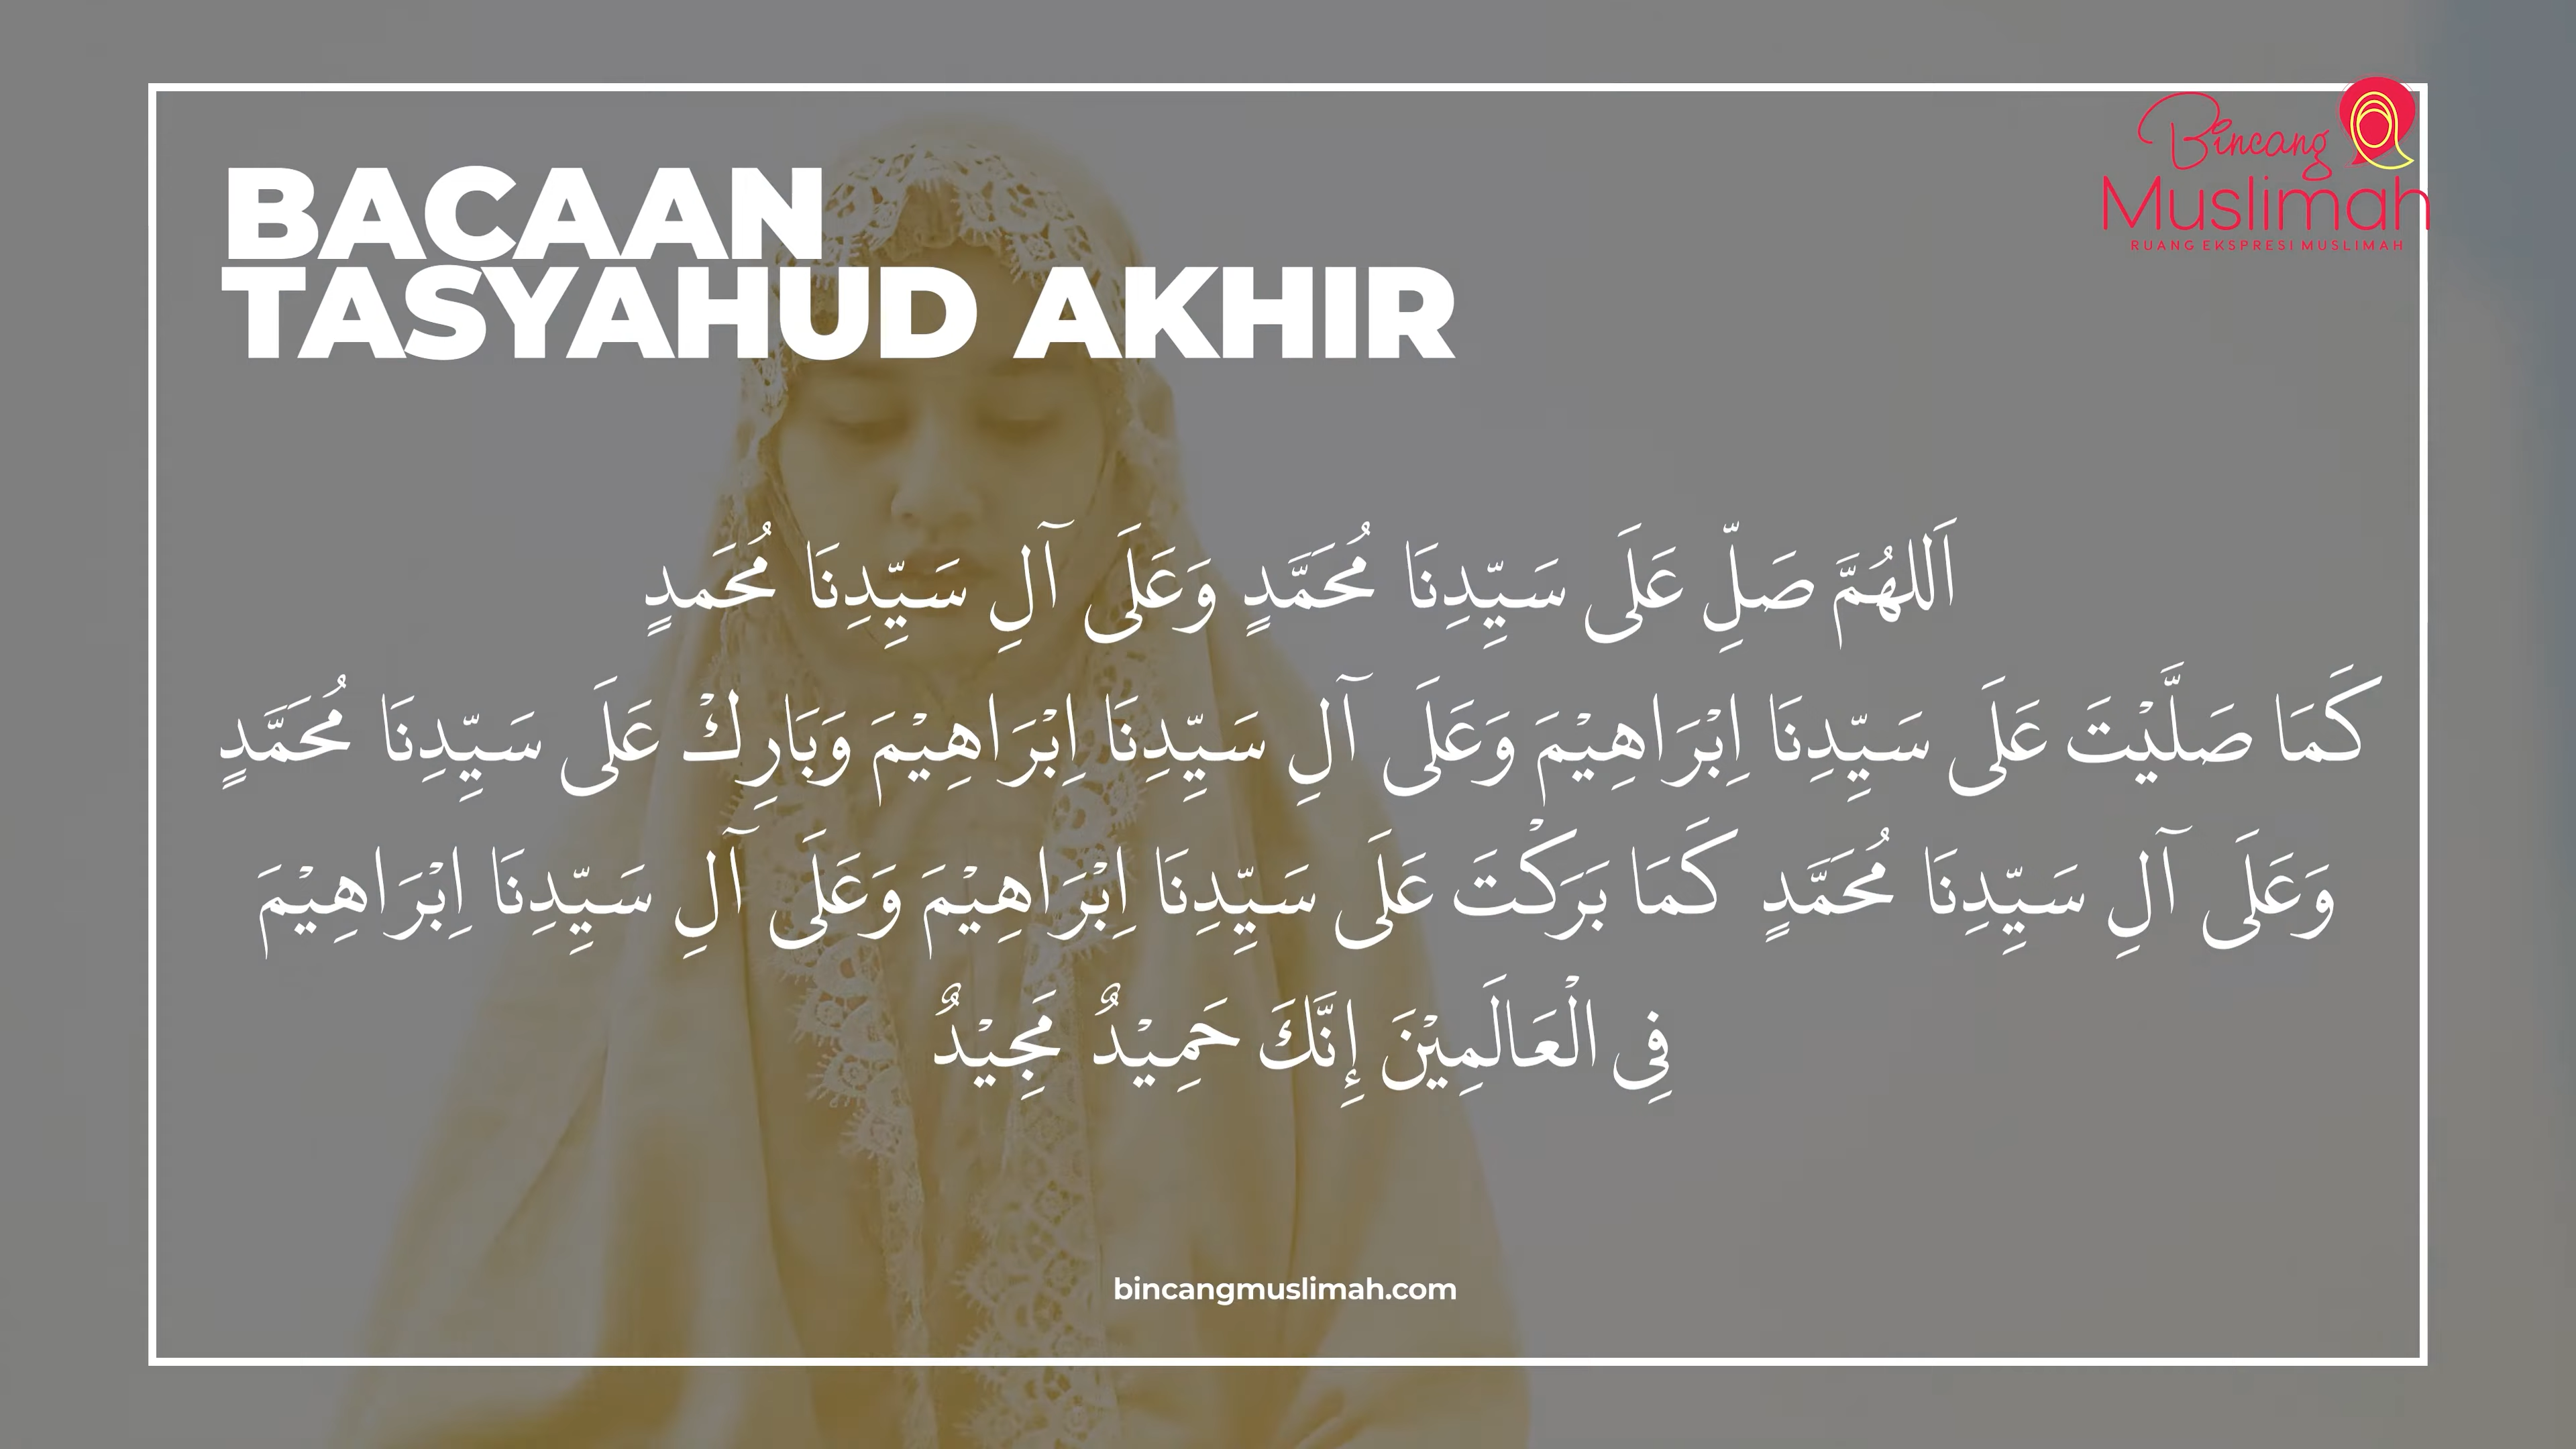 BACAAN
TASYAHUD AKHIR
Bincang
Muslimah
RUANG EKSPRESI MUSLIMAH
اَللهُمَّ صَلِّ عَلَى سَيِّدِنَا مُحَمَّدٍ وَعَلَى آلِ سَيِّدِنَا مُحَمدٍ
كَمَا صَلَّيْتَ عَلَى سَيِّدِنَا اِبْرَاهِيْمَ وَعَلَى آلِ سَيِّدِنَا اِبْرَاهِيْمَ وَبَارِكْ عَلَى سَيِّدِنَا مُحَمَّدٍ
وَعَلَى آلِ سَيِّدِنَا مُحَمَّدٍ كَمَا بَرَكْتَ عَلَى سَيِّدِنَا اِبْرَاهِيْمَ وَعَلَى آلِ سَيِّدِنَا اِبْرَاهِيْمَ
فِى الْعَالَمِيْنَ إِنَّكَ حَمِيْدٌ مَجِيْدٌ
bincangmuslimah.com